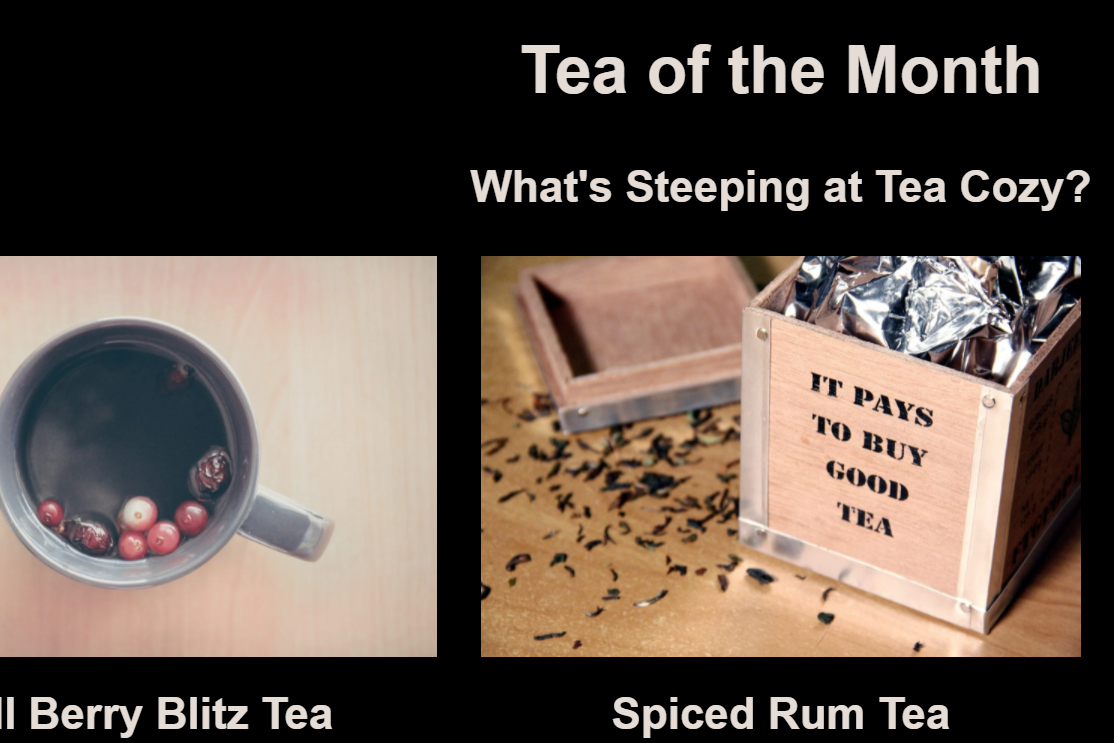 Tea of the Month
What's Steeping at Tea Cozy?
IT PAYS
TO BUY
GOOD
TEA
ll Berry Blitz Tea
Spiced Rum Tea